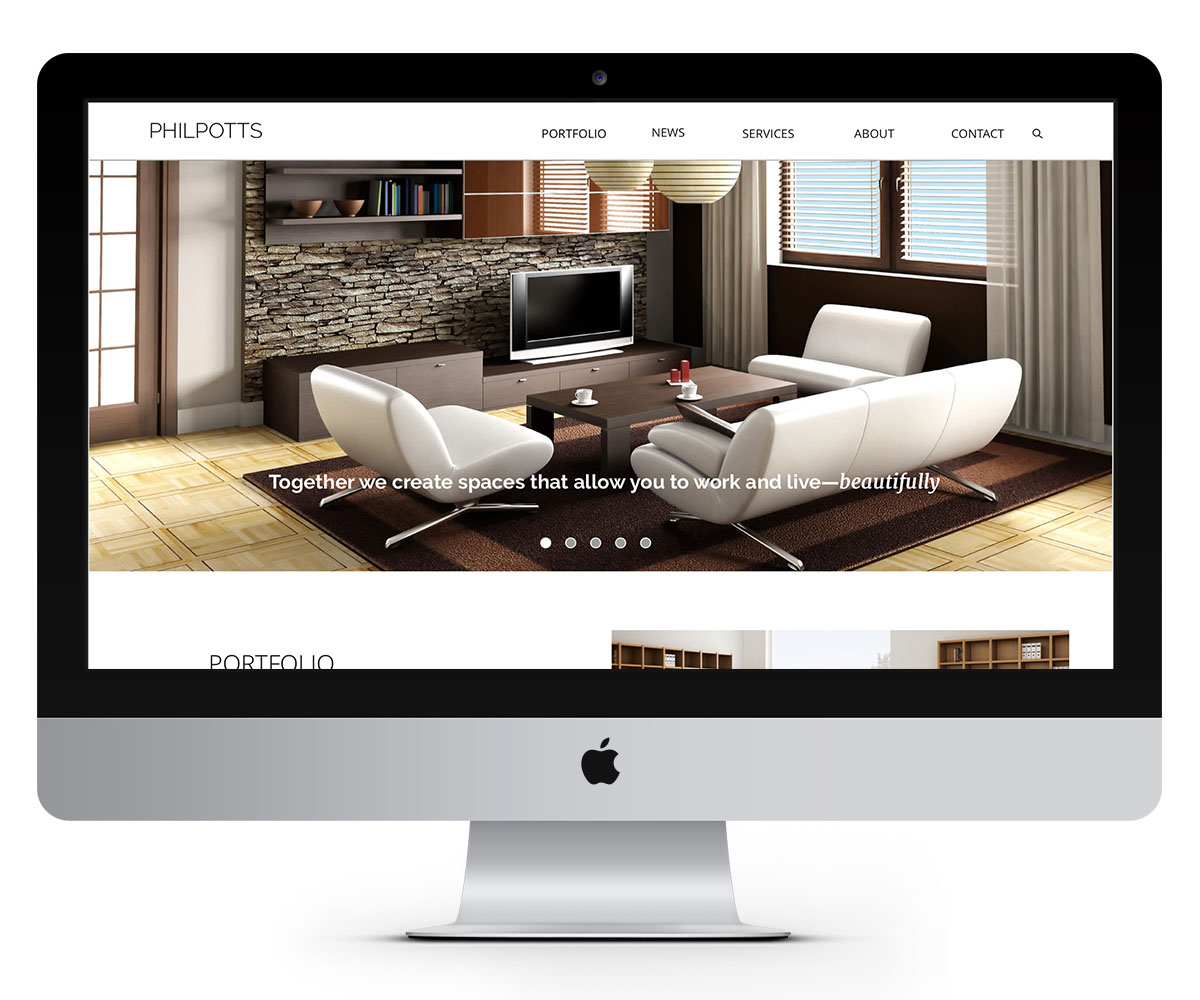 PHILPOTTS
PORTFOLIO NEWS SERVICES ABOUT CONTACT
Together we create spaces that allow you to work and live—beautifully
PORTFOLIO